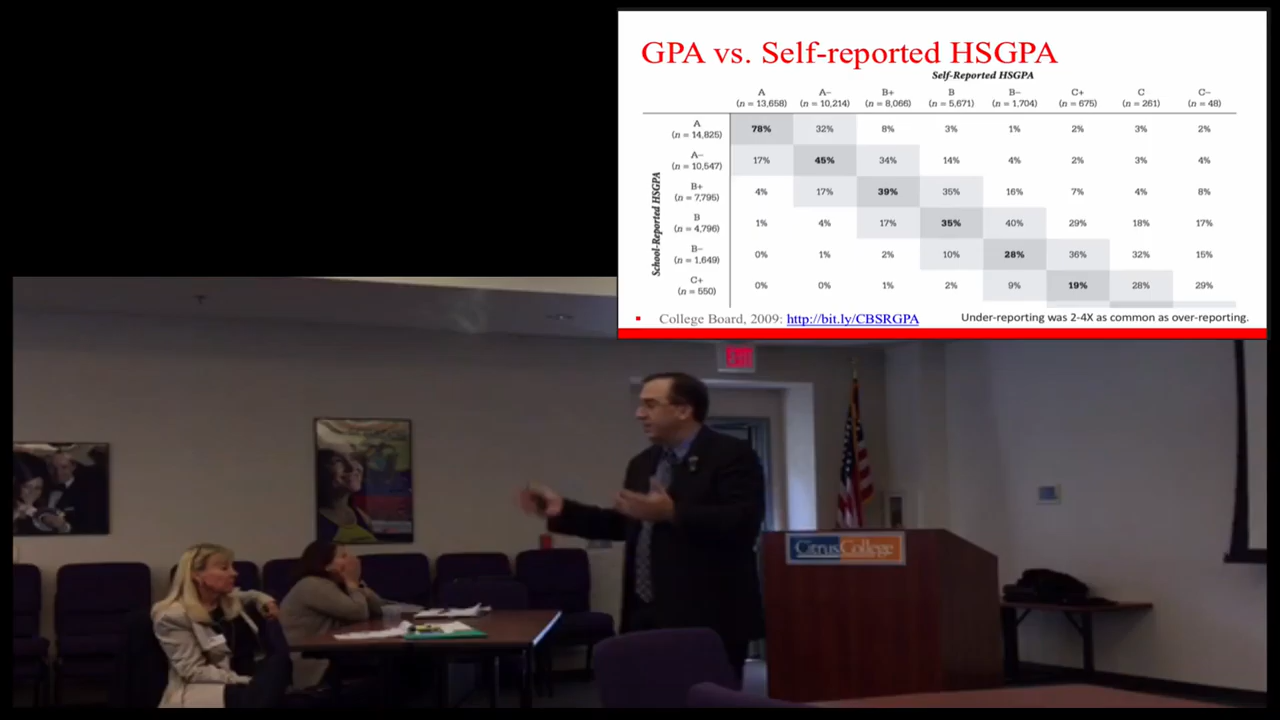 GPA vs. Self-reported HSGPA
Self-Reported HSGPA
A A− B+ B B− C+ C C−
(n = 13,658) (n = 10,214) (n = 8,066) (n = 5,671) (n = 1,704) (n = 675) (n = 261) (n = 48)
School-Reported HSGPA
A
(n = 14,825) 78% 32% 8% 3% 1% 2% 3% 2%
A−
(n = 10,547) 17% 45% 34% 14% 4% 2% 3% 4%
B+
(n = 7,795) 4% 17% 39% 35% 16% 7% 4% 8%
B
(n = 4,796) 1% 4% 17% 35% 40% 29% 18% 17%
B−
(n = 1,649) 0% 1% 2% 10% 28% 36% 32% 15%
C+
(n = 550) 0% 0% 1% 2% 9% 19% 28% 29%
College Board, 2009: http://bit.ly/CBSRGPA
Under-reporting was 2-4X as common as over-reporting.
EXIT
CitrusCollege